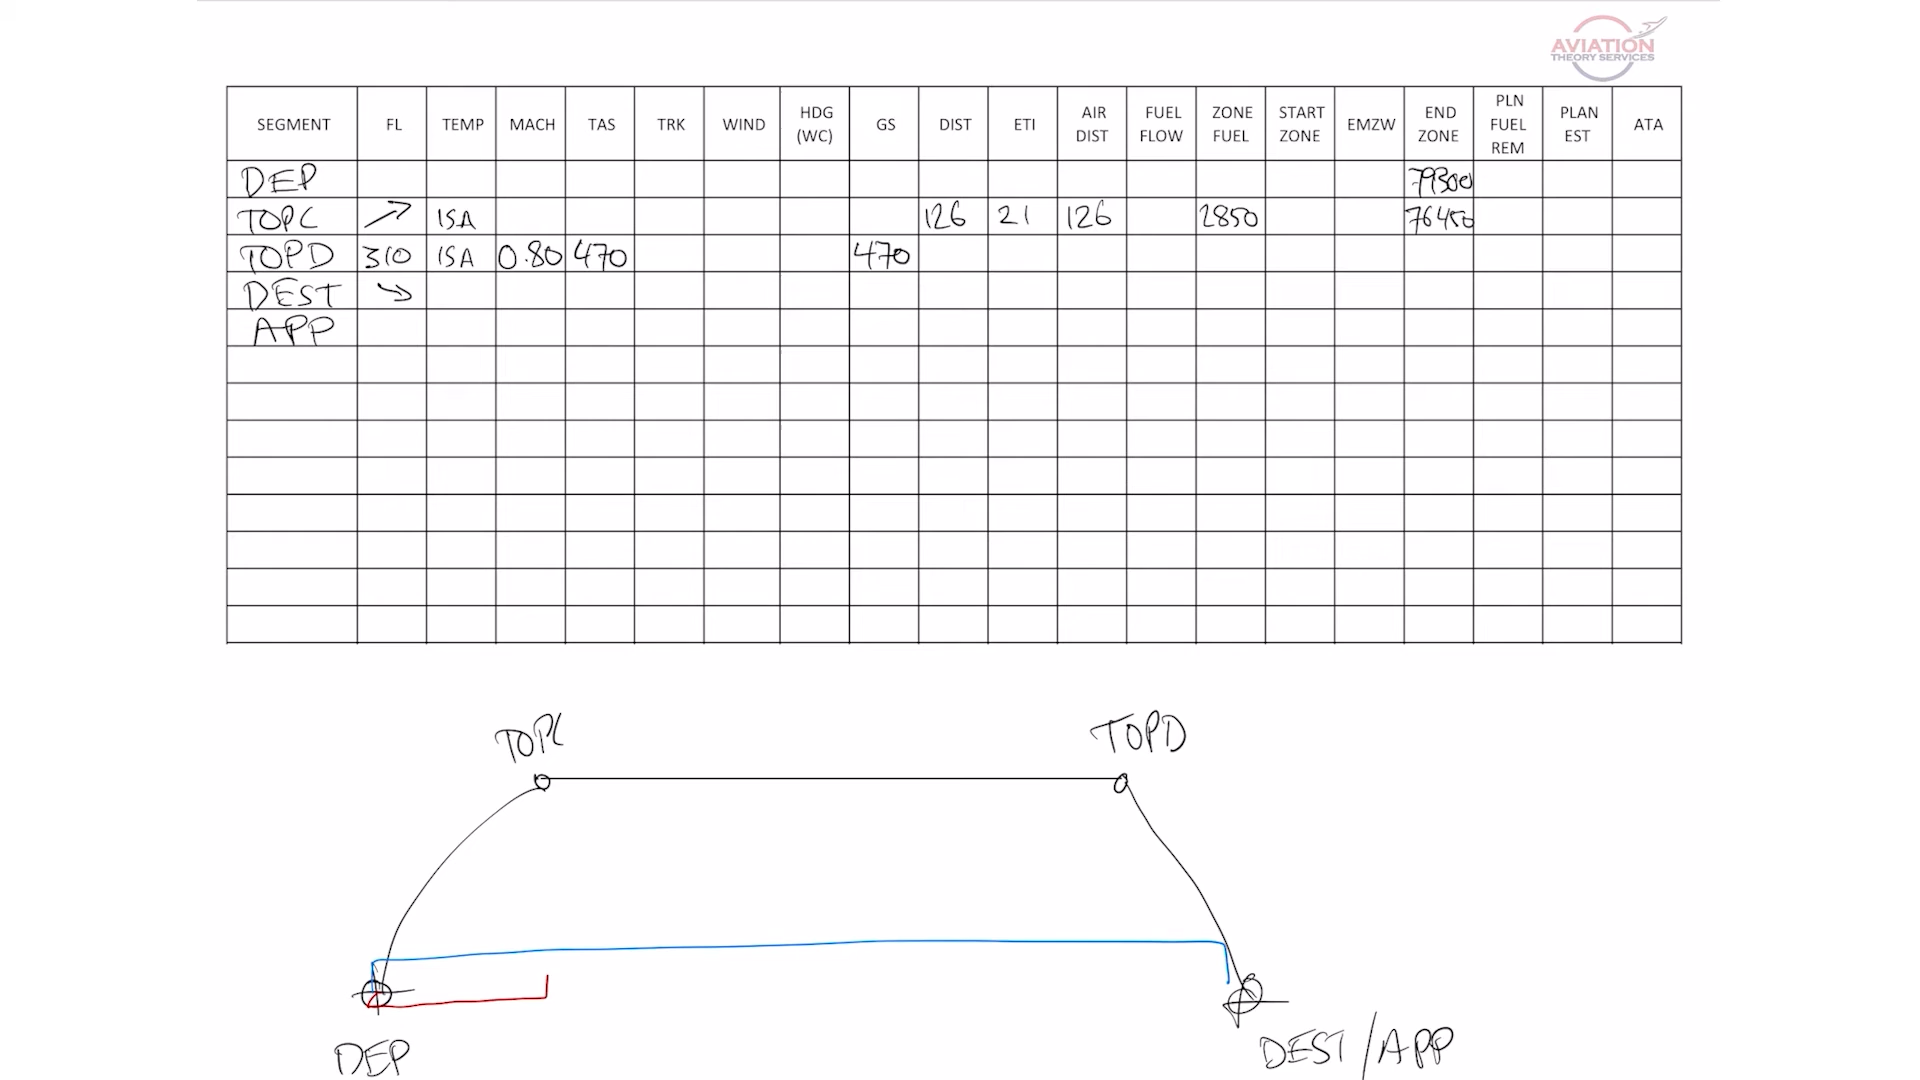 AVIATION
THEORY SERVICES
SEGMENT FL TEMP MACH TAS TRK WIND HDG (WC) GS DIST ETI AIR DIST FUEL FLOW ZONE FUEL START ZONE EMZW END ZONE PLN FUEL REM PLAN EST ATA
DEP 79300
TOPC ISA 126 21 126 2850 76450
TOPD 310 ISA 0.80 470 470
DEST
APP
TOPC TOPD
DEP DEST/APP